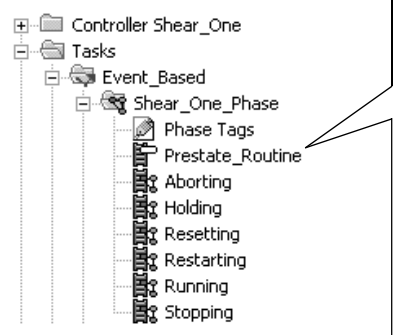 Controller Shear_One
Tasks
Event_Based
Shear_One_Phase
Phase Tags
Prestate_Routine
Aborting
Holding
Resetting
Restarting
Running
Stopping